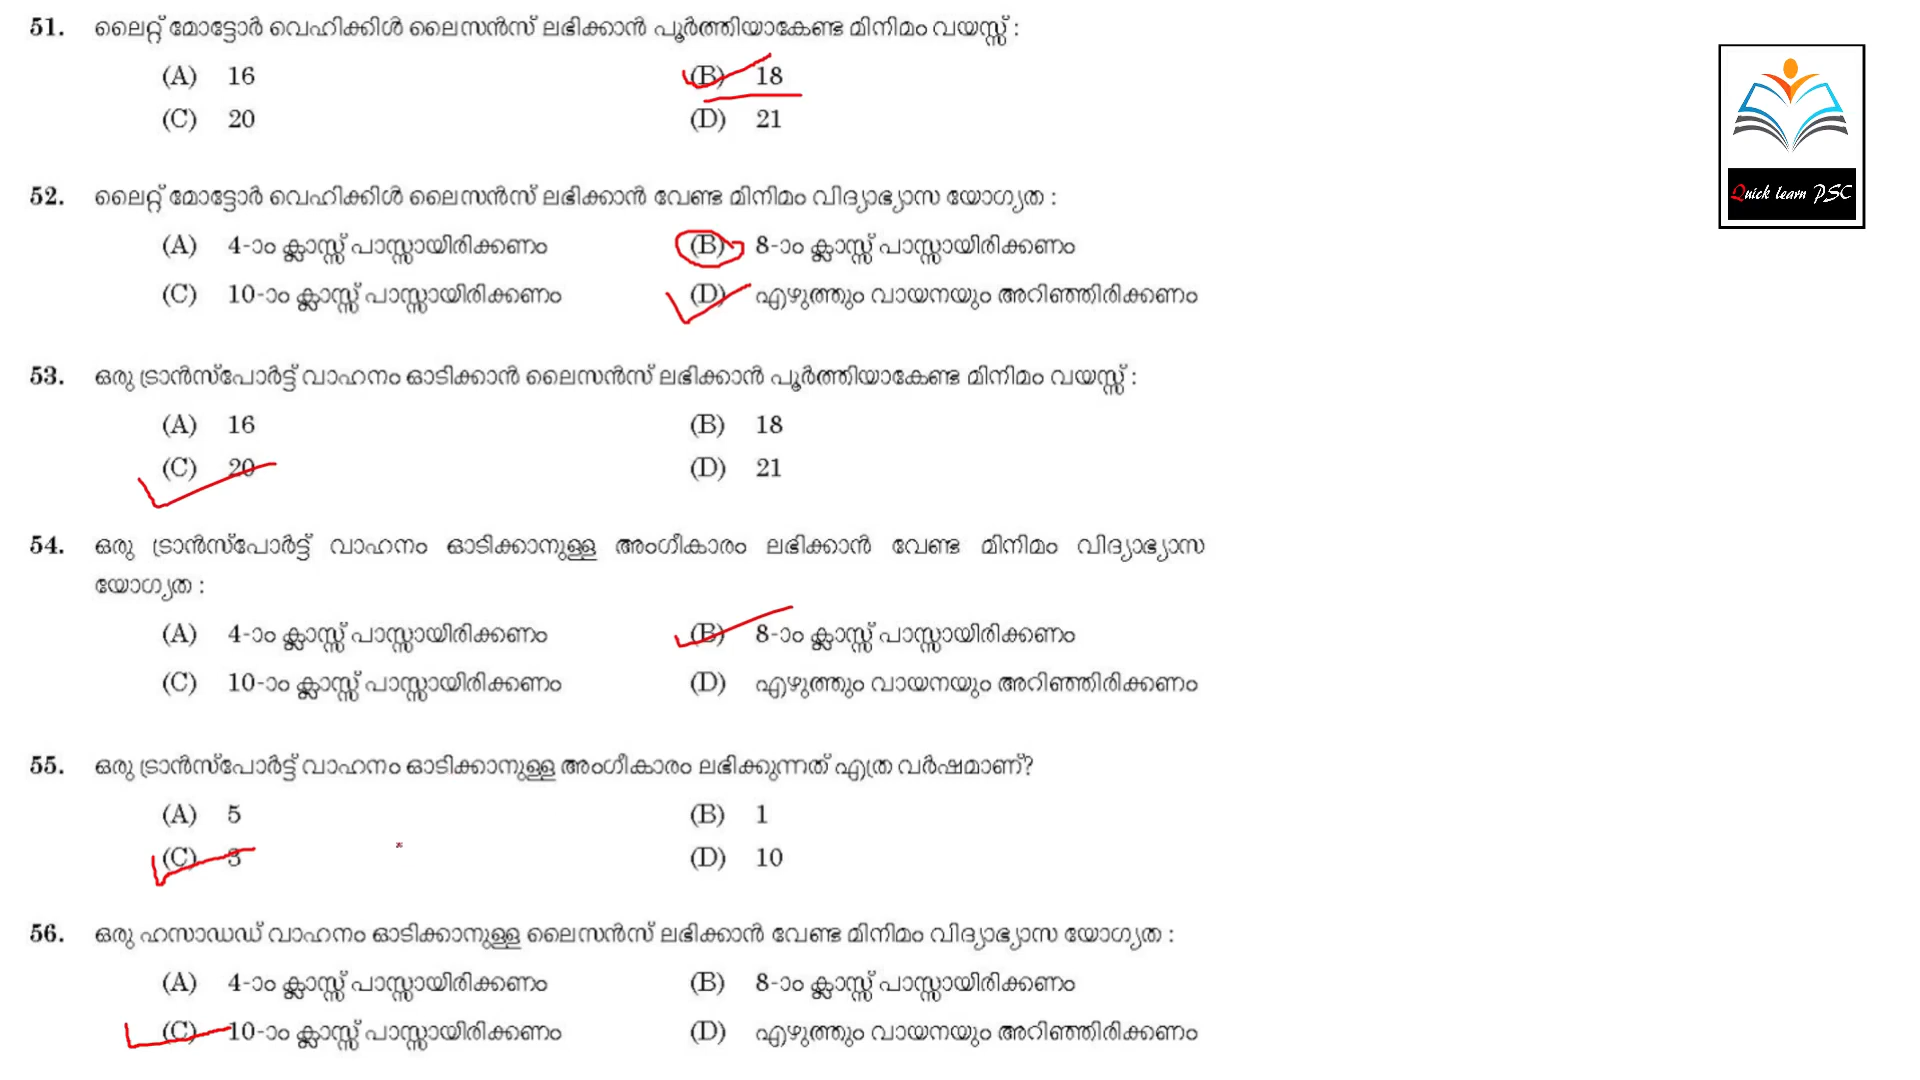 51. ലൈറ്റ് മോട്ടോർ വെഹിക്കിൾ ലൈസൻസ് ലഭിക്കാൻ പൂർത്തിയാകേണ്ട മിനിമം വയസ്സ് :
(A) 16 (B) 18
(C) 20 (D) 21
52. ലൈറ്റ് മോട്ടോർ വെഹിക്കിൾ ലൈസൻസ് ലഭിക്കാൻ വേണ്ട മിനിമം വിദ്യാഭ്യാസ യോഗ്യത :
(A) 4-ാം ക്ലാസ്സ് പാസ്സായിരിക്കണം (B) 8-ാം ക്ലാസ്സ് പാസ്സായിരിക്കണം
(C) 10-ാം ക്ലാസ്സ് പാസ്സായിരിക്കണം (D) എഴുത്തും വായനയും അറിഞ്ഞിരിക്കണം
53. ഒരു ട്രാൻസ്പോർട്ട് വാഹനം ഓടിക്കാൻ ലൈസൻസ് ലഭിക്കാൻ പൂർത്തിയാകേണ്ട മിനിമം വയസ്സ് :
(A) 16 (B) 18
(C) 20 (D) 21
54. ഒരു ട്രാൻസ്പോർട്ട് വാഹനം ഓടിക്കാനുള്ള അംഗീകാരം ലഭിക്കാൻ വേണ്ട മിനിമം വിദ്യാഭ്യാസ
യോഗ്യത :
(A) 4-ാം ക്ലാസ്സ് പാസ്സായിരിക്കണം (B) 8-ാം ക്ലാസ്സ് പാസ്സായിരിക്കണം
(C) 10-ാം ക്ലാസ്സ് പാസ്സായിരിക്കണം (D) എഴുത്തും വായനയും അറിഞ്ഞിരിക്കണം
55. ഒരു ട്രാൻസ്പോർട്ട് വാഹനം ഓടിക്കാനുള്ള അംഗീകാരം ലഭിക്കുന്നത് എത്ര വർഷമാണ്?
(A) 5 (B) 1
(C) 3 (D) 10
56. ഒരു ഹസാഡഡ് വാഹനം ഓടിക്കാനുള്ള ലൈസൻസ് ലഭിക്കാൻ വേണ്ട മിനിമം വിദ്യാഭ്യാസ യോഗ്യത :
(A) 4-ാം ക്ലാസ്സ് പാസ്സായിരിക്കണം (B) 8-ാം ക്ലാസ്സ് പാസ്സായിരിക്കണം
(C) 10-ാം ക്ലാസ്സ് പാസ്സായിരിക്കണം (D) എഴുത്തും വായനയും അറിഞ്ഞിരിക്കണം
Quick learn PSC